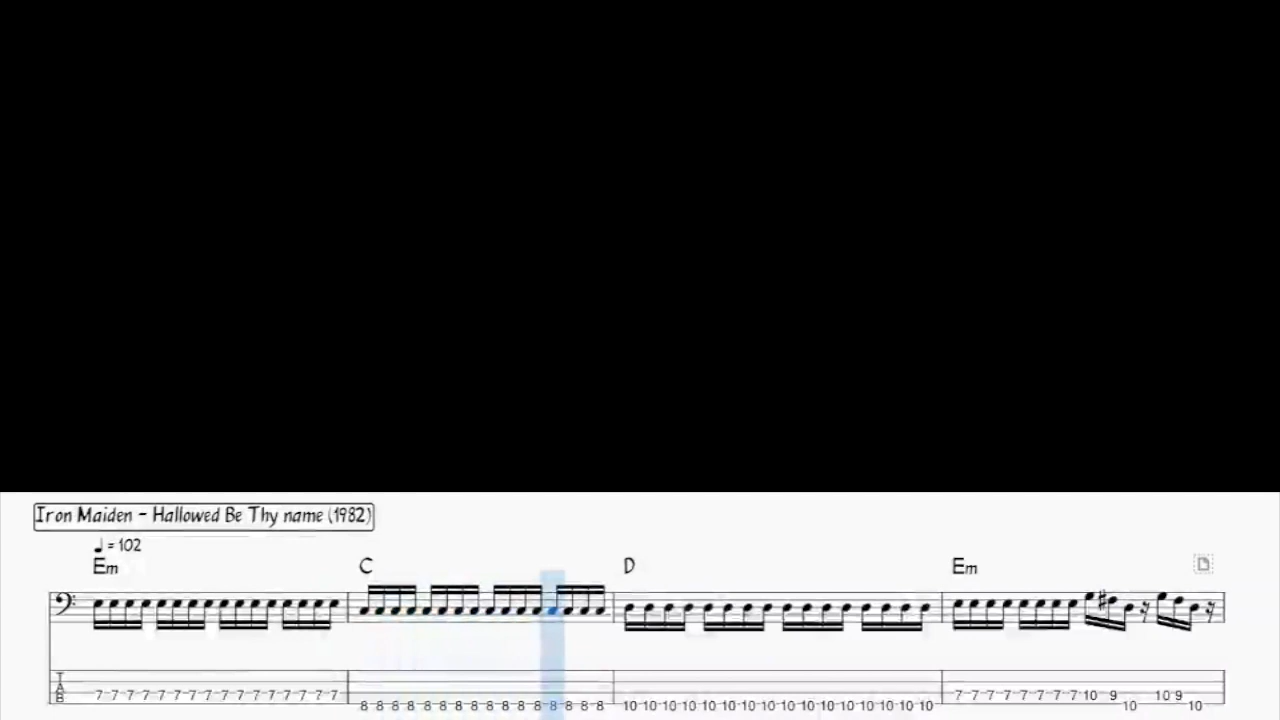 Iron Maiden - Hallowed Be Thy name (1982)
= 102
Em C D Em
T
A
B
7 7 7 7 7 7 7 7 7 7 7 7 7 7 7 7 7 7 7 7 7 7 7 7 10 9 10 9
8 8 8 8 8 8 8 8 8 8 8 8 8 8 8 8 10 10 10 10 10 10 10 10 10 10 10 10 10 10 10 10 10 10